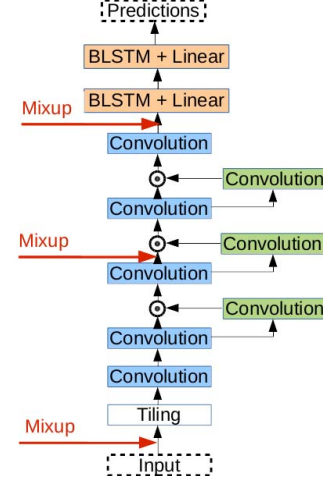 Predictions
BLSTM + Linear
BLSTM + Linear
Mixup
Convolution
Convolution
Convolution
Mixup
Convolution
Convolution
Convolution
Convolution
Convolution
Tiling
Mixup
Input